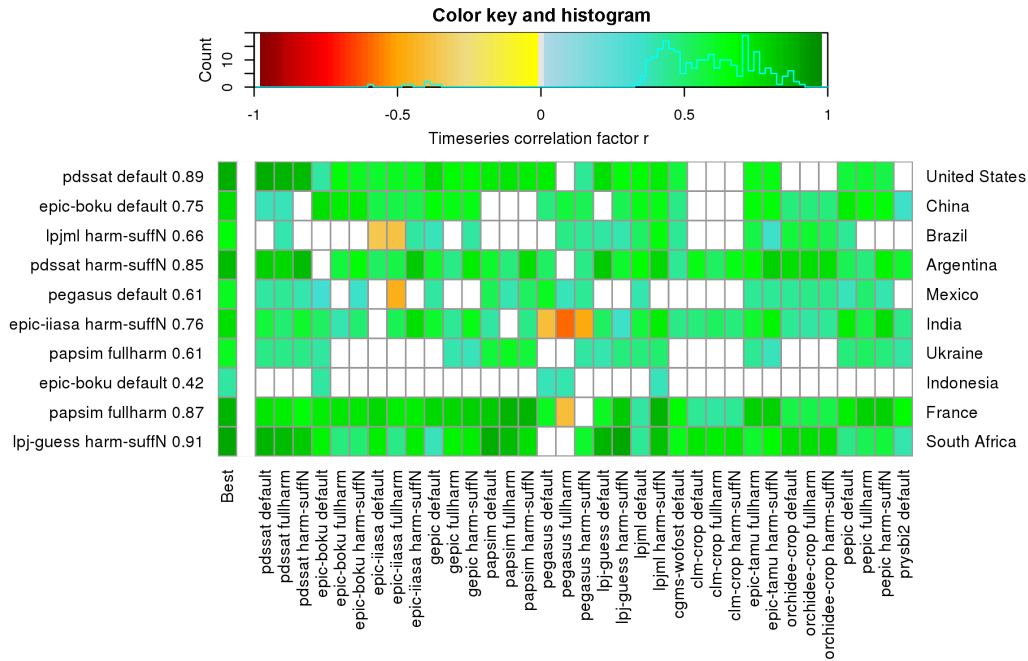 Color key and histogram
Count
0 10
-1 -0.5 0 0.5 1
Timeseries correlation factor r
pdssat default 0.89 United States
epic-boku default 0.75 China
lpjml harm-suffN 0.66 Brazil
pdssat harm-suffN 0.85 Argentina
pegasus default 0.61 Mexico
epic-iiasa harm-suffN 0.76 India
papsim fullharm 0.61 Ukraine
epic-boku default 0.42 Indonesia
papsim fullharm 0.87 France
lpj-guess harm-suffN 0.91 South Africa
Best
pdssat default
pdssat fullharm
pdssat harm-suffN
epic-boku default
epic-boku fullharm
epic-boku harm-suffN
epic-iiasa default
epic-iiasa fullharm
epic-iiasa harm-suffN
gepic default
gepic fullharm
gepic harm-suffN
papsim default
papsim fullharm
papsim harm-suffN
pegasus default
pegasus fullharm
pegasus harm-suffN
lpj-guess default
lpj-guess harm-suffN
lpjml default
lpjml harm-suffN
cgms-wofost default
clm-crop default
clm-crop fullharm
clm-crop harm-suffN
epic-tamu fullharm
epic-tamu harm-suffN
orchidee-crop default
orchidee-crop fullharm
orchidee-crop harm-suffN
pepic default
pepic fullharm
pepic harm-suffN
prysbi2 default